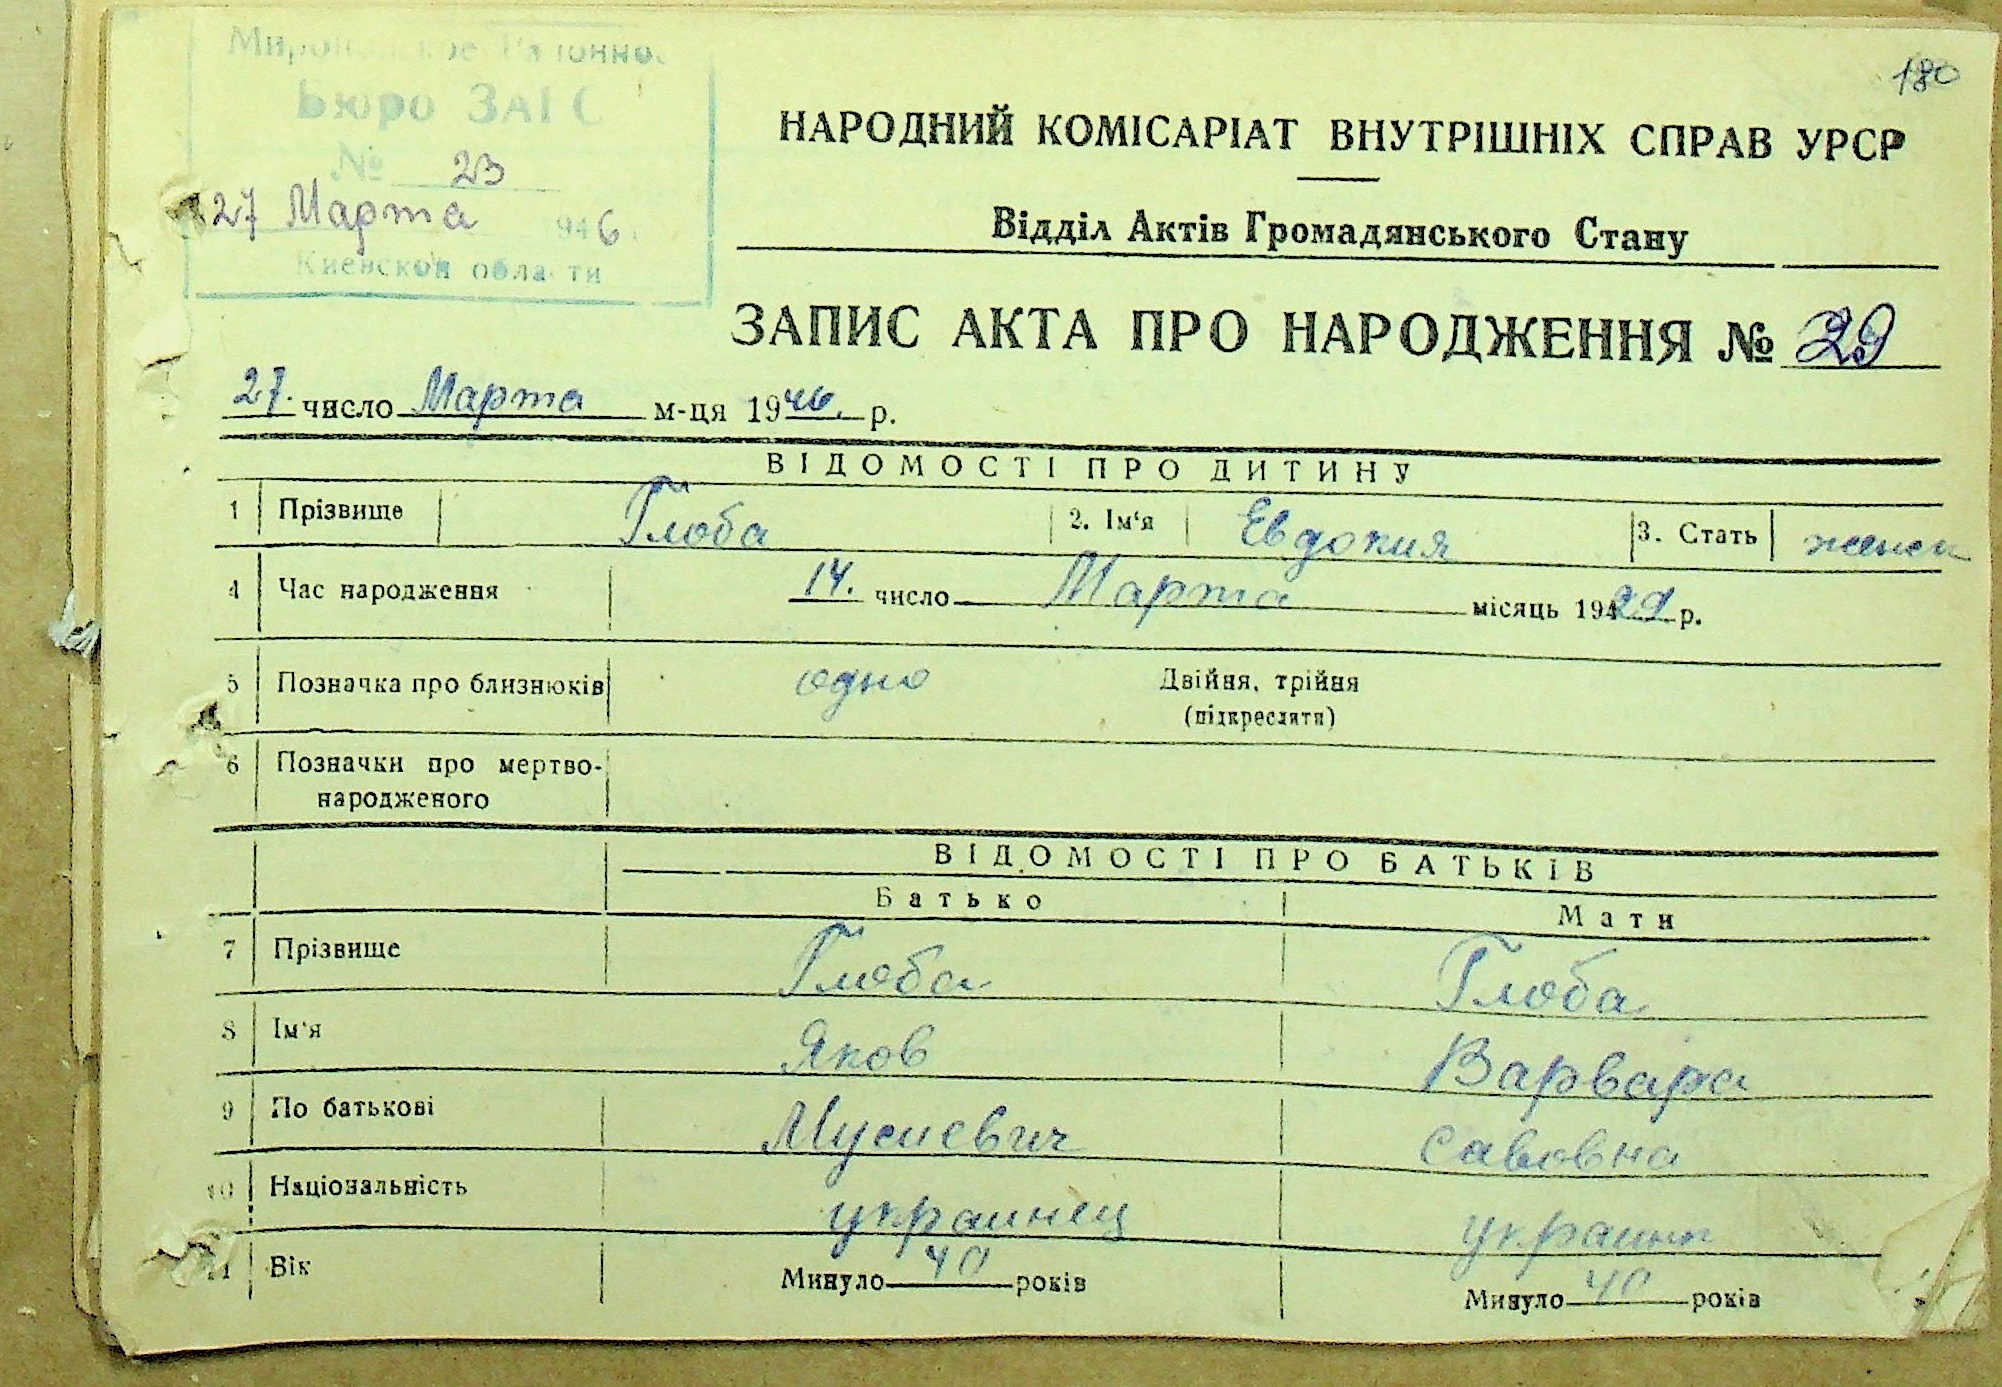 180
Районно
Бюро ЗАГС
№ 23
27 Марта 1946
Киевской области
НАРОДНИЙ КОМІСАРІАТ ВНУТРІШНІХ СПРАВ УРСР
Відділ Актів Громадянського Стану
ЗАПИС АКТА ПРО НАРОДЖЕННЯ № 29
27. число Марта м-ця 1946. р.
ВІДОМОСТІ ПРО ДИТИНУ
1 Прізвище Глоба 2. Ім'я Евдокия 3. Стать женск
4 Час народження 14. число Марта місяць 1929 р.
5 Позначка про близнюків одно Двійня, трійня
(підкреслити)
6 Позначки про мертво-
народженого
ВІДОМОСТІ ПРО БАТЬКІВ
Батько Мати
7 Прізвище Глоба Глоба
8 Ім'я Яков Варвара
9 По батькові Мусиевич Савовна
10 Національність украинец украинк
11 Вік Минуло 40 років Минуло 40 років